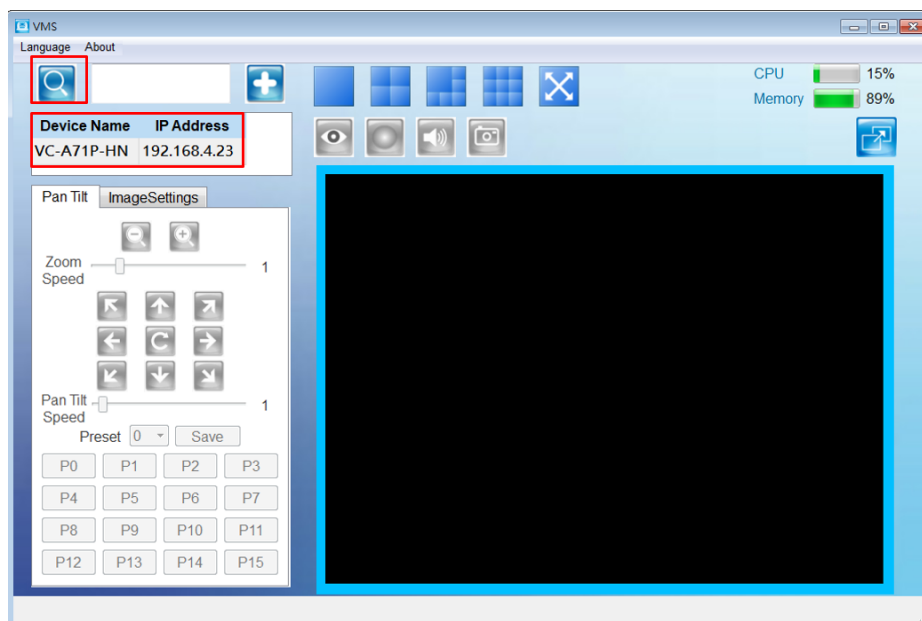 VMS
Language About
CPU 15%
Memory 89%
Device Name IP Address
VC-A71P-HN 192.168.4.23
Pan Tilt ImageSettings
Zoom Speed 1
C
Pan Tilt Speed 1
Preset 0 Save
P0 P1 P2 P3
P4 P5 P6 P7
P8 P9 P10 P11
P12 P13 P14 P15